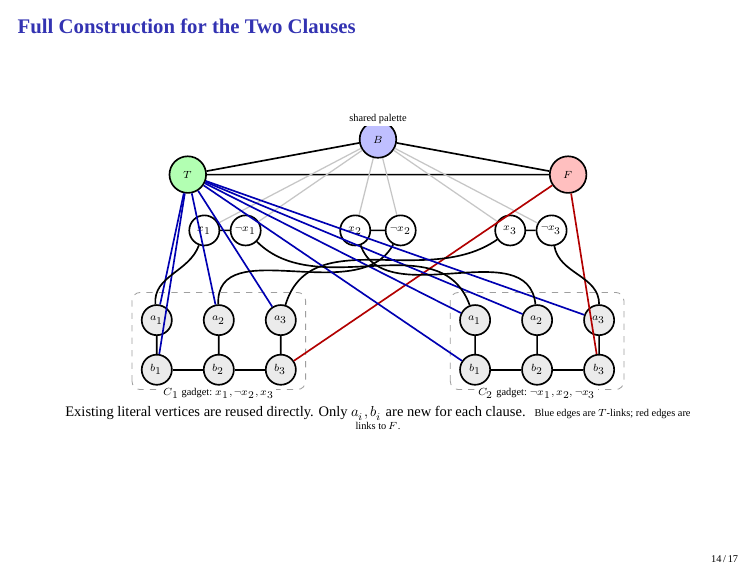 Full Construction for the Two Clauses
shared palette
B
T
F
x1
¬x1
x2
¬x2
x3
¬x3
a1
a2
a3
a1
a2
a3
b1
b2
b3
b1
b2
b3
C1 gadget: x1, ¬x2, x3
C2 gadget: ¬x1, x2, ¬x3
Existing literal vertices are reused directly. Only ai, bi are new for each clause. Blue edges are T-links; red edges are
links to F.
14 / 17